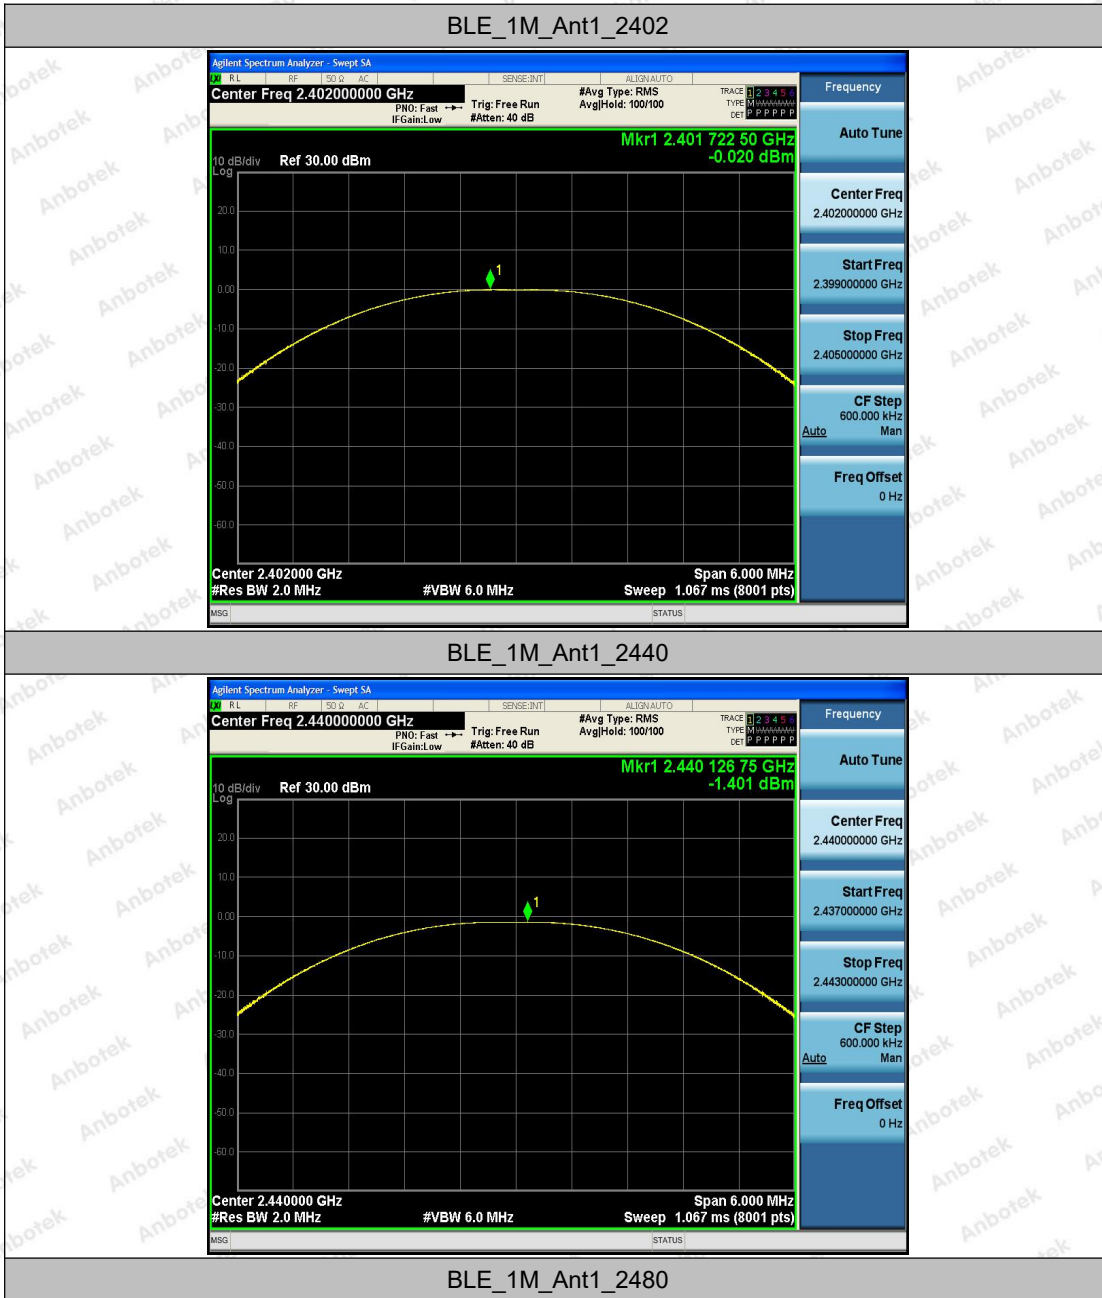 BLE_1M_Ant1_2402
Agilent Spectrum Analyzer - Swept SA
LXI RL RF 50 Ω AC SENSE:INT ALIGNAUTO
Center Freq 2.402000000 GHz
#Avg Type: RMS
TRACE 1 2 3 4 5 6
PNO: Fast Trig: Free Run Avg|Hold: 100/100
TYPE M
IFGain:Low #Atten: 40 dB
DET P P P P P P
Mkr1 2.401 722 50 GHz
-0.020 dBm
10 dB/div Ref 30.00 dBm
Log
20.0
10.0
0.00
-10.0
-20.0
-30.0
-40.0
-50.0
-60.0
Center 2.402000 GHz Span 6.000 MHz
#Res BW 2.0 MHz #VBW 6.0 MHz Sweep 1.067 ms (8001 pts)
MSG STATUS
Frequency
Auto Tune
Center Freq
2.402000000 GHz
Start Freq
2.399000000 GHz
Stop Freq
2.405000000 GHz
CF Step
600.000 kHz
Auto Man
Freq Offset
0 Hz
BLE_1M_Ant1_2440
Agilent Spectrum Analyzer - Swept SA
LXI RL RF 50 Ω AC SENSE:INT ALIGNAUTO
Center Freq 2.440000000 GHz
#Avg Type: RMS
TRACE 1 2 3 4 5 6
PNO: Fast Trig: Free Run Avg|Hold: 100/100
TYPE M
IFGain:Low #Atten: 40 dB
DET P P P P P P
Mkr1 2.440 126 75 GHz
-1.401 dBm
10 dB/div Ref 30.00 dBm
Log
20.0
10.0
0.00
-10.0
-20.0
-30.0
-40.0
-50.0
-60.0
Center 2.440000 GHz Span 6.000 MHz
#Res BW 2.0 MHz #VBW 6.0 MHz Sweep 1.067 ms (8001 pts)
MSG STATUS
Frequency
Auto Tune
Center Freq
2.440000000 GHz
Start Freq
2.437000000 GHz
Stop Freq
2.443000000 GHz
CF Step
600.000 kHz
Auto Man
Freq Offset
0 Hz
BLE_1M_Ant1_2480